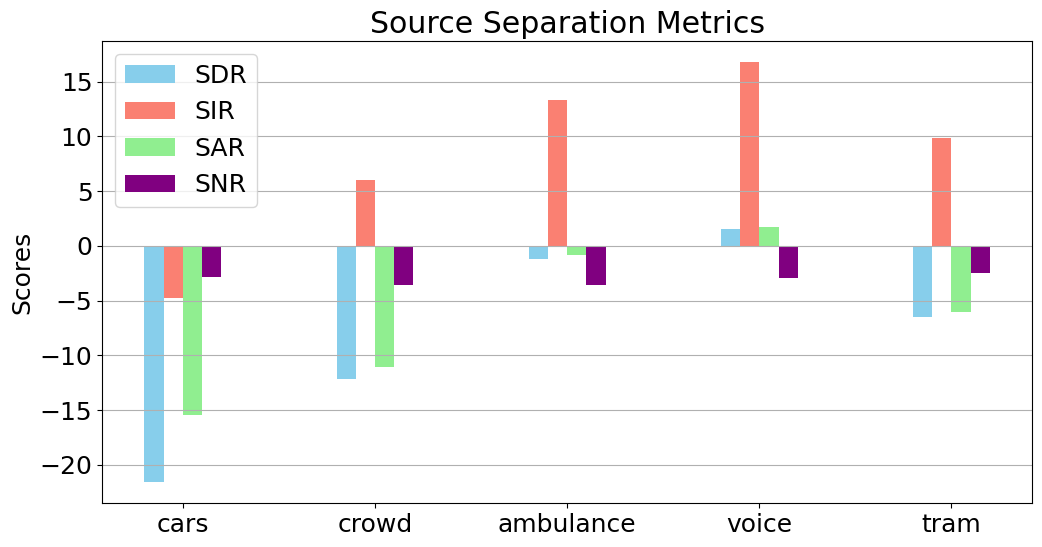 Source Separation Metrics
SDR
SIR
SAR
SNR
Scores
15
10
5
0
−5
−10
−15
−20
cars crowd ambulance voice tram